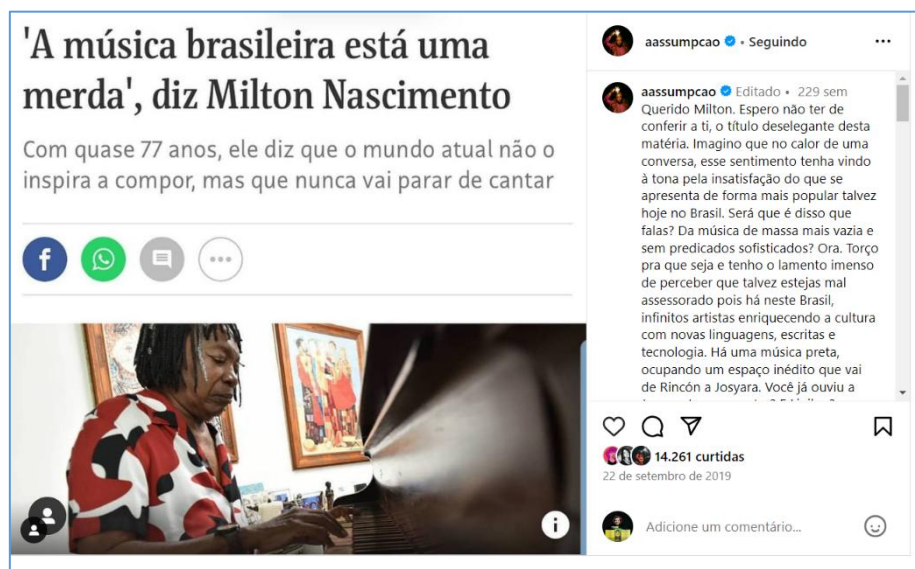 'A música brasileira está uma
merda', diz Milton Nascimento
Com quase 77 anos, ele diz que o mundo atual não o
inspira a compor, mas que nunca vai parar de cantar
aassumpcao • Seguindo
aassumpcao Editado • 229 sem
Querido Milton. Espero não ter de
conferir a ti, o título deselegante desta
matéria. Imagino que no calor de uma
conversa, esse sentimento tenha vindo
à tona pela insatisfação do que se
apresenta de forma mais popular talvez
hoje no Brasil. Será que é disso que
falas? Da música de massa mais vazia e
sem predicados sofisticados? Ora. Torço
pra que seja e tenho o lamento imenso
de perceber que talvez estejas mal
assessorado pois há neste Brasil,
infinitos artistas enriquecendo a cultura
com novas linguagens, escritas e
tecnologia. Há uma música preta,
ocupando um espaço inédito que vai
de Rincón a Josyara. Você já ouviu a
14.261 curtidas
22 de setembro de 2019
Adicione um comentário...